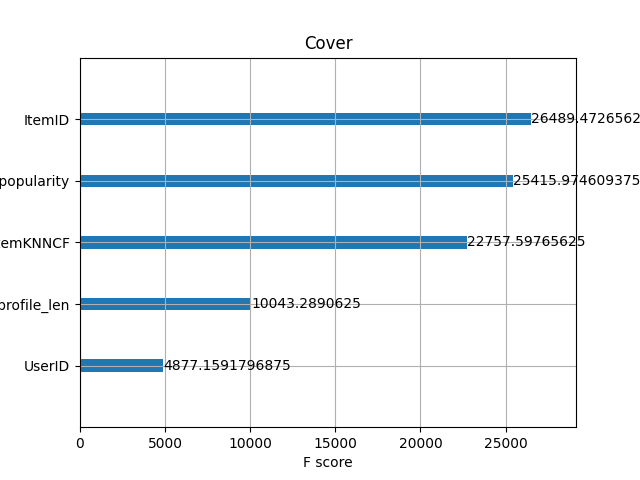 Cover
ItemID
26489.4726562
popularity
25415.974609375
emKNNCF
22757.59765625
profile_len
10043.2890625
UserID
4877.1591796875
0 5000 10000 15000 20000 25000
F score